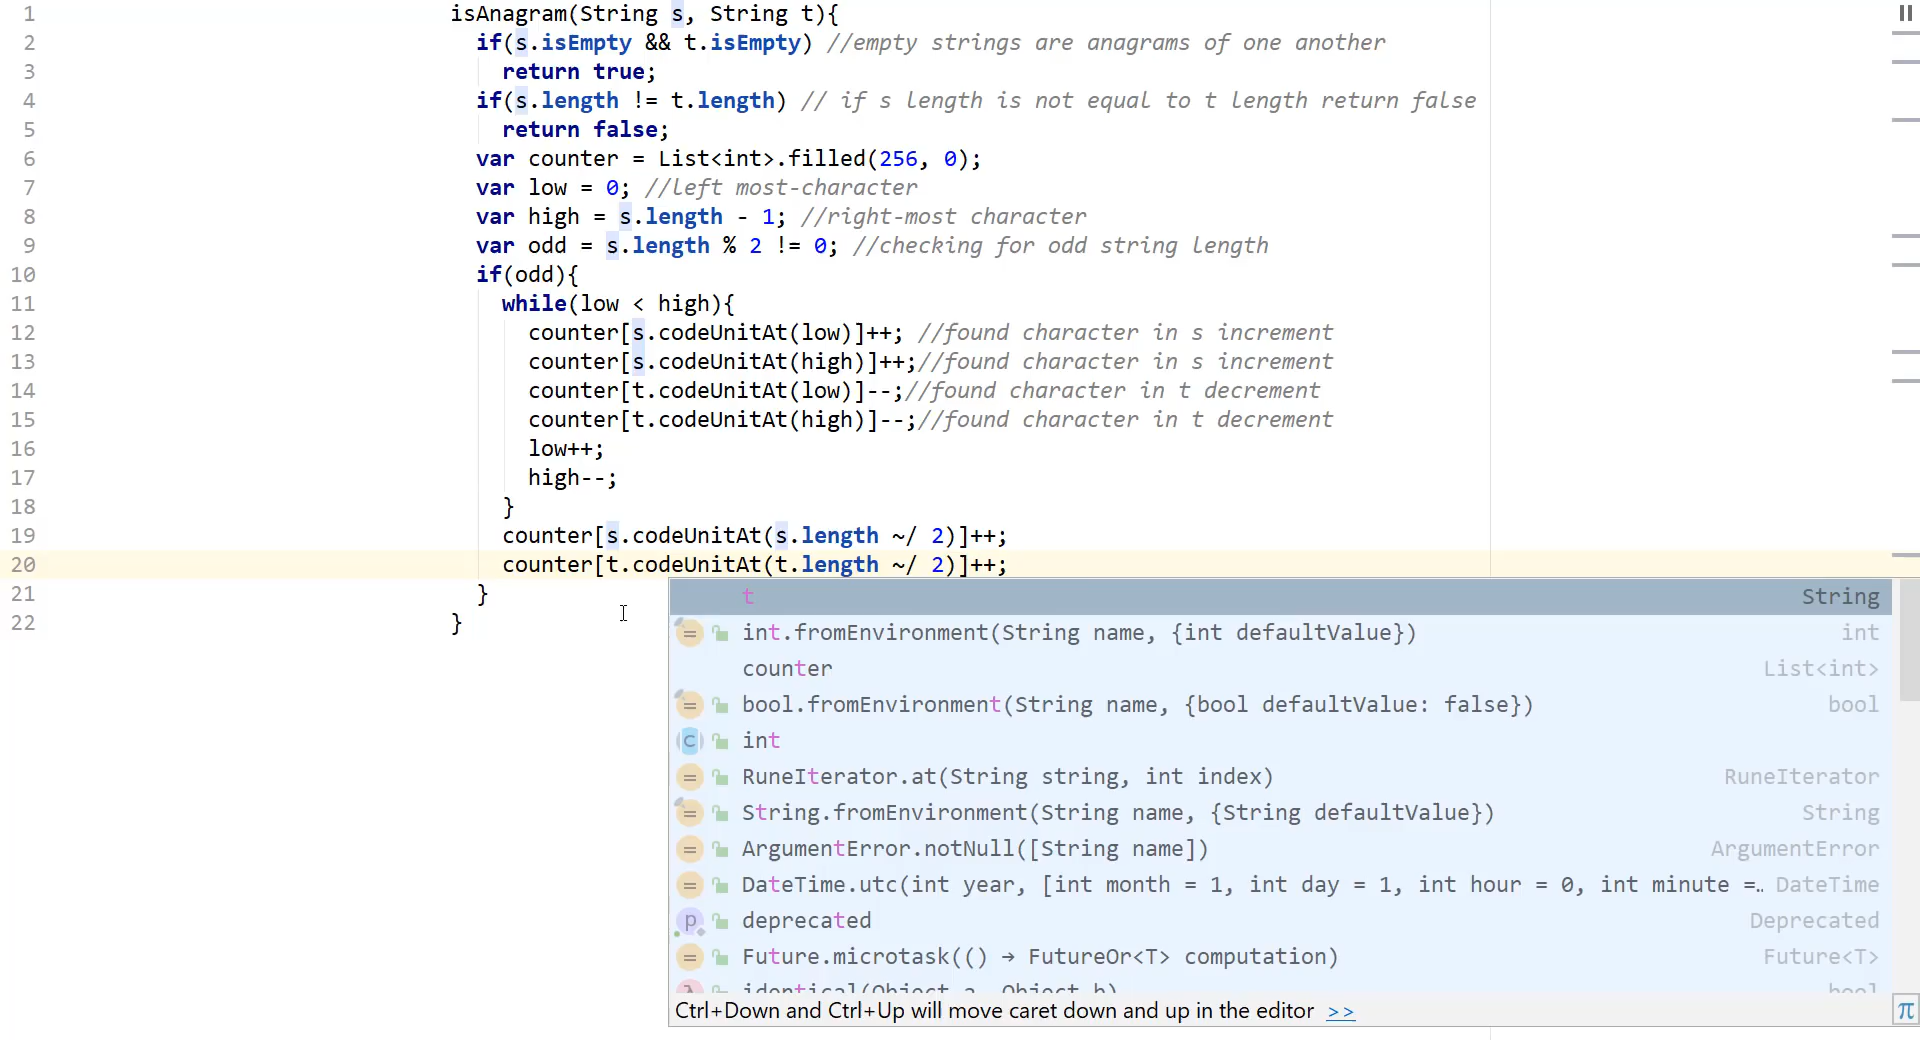 1 isAnagram(String s, String t){
2 if(s.isEmpty && t.isEmpty) //empty strings are anagrams of one another
3 return true;
4 if(s.length != t.length) // if s length is not equal to t length return false
5 return false;
6 var counter = List<int>.filled(256, 0);
7 var low = 0; //left most-character
8 var high = s.length - 1; //right-most character
9 var odd = s.length % 2 != 0; //checking for odd string length
10 if(odd){
11 while(low < high){
12 counter[s.codeUnitAt(low)]++; //found character in s increment
13 counter[s.codeUnitAt(high)]++;//found character in s increment
14 counter[t.codeUnitAt(low)]--;//found character in t decrement
15 counter[t.codeUnitAt(high)]--;//found character in t decrement
16 low++;
17 high--;
18 }
19 counter[s.codeUnitAt(s.length ~/ 2)]++;
20 counter[t.codeUnitAt(t.length ~/ 2)]++;
21 }
22 }
t String
int.fromEnvironment(String name, {int defaultValue}) int
counter List<int>
bool.fromEnvironment(String name, {bool defaultValue: false}) bool
int
RuneIterator.at(String string, int index) RuneIterator
String.fromEnvironment(String name, {String defaultValue}) String
ArgumentError.notNull([String name]) ArgumentError
DateTime.utc(int year, [int month = 1, int day = 1, int hour = 0, int minute =… DateTime
deprecated Deprecated
Future.microtask(() → FutureOr<T> computation) Future<T>
identical(Object a, Object b) bool
Ctrl+Down and Ctrl+Up will move caret down and up in the editor >>